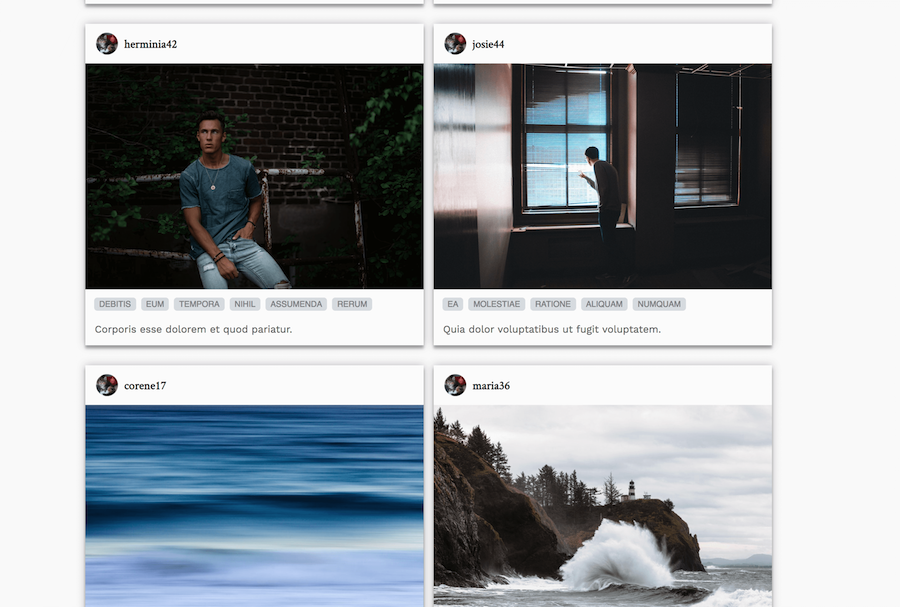 herminia42
josie44
DEBITIS EUM TEMPORA NIHIL ASSUMENDA RERUM
Corporis esse dolorem et quod pariatur.
EA MOLESTIAE RATIONE ALIQUAM NUMQUAM
Quia dolor voluptatibus ut fugit voluptatem.
corene17
maria36